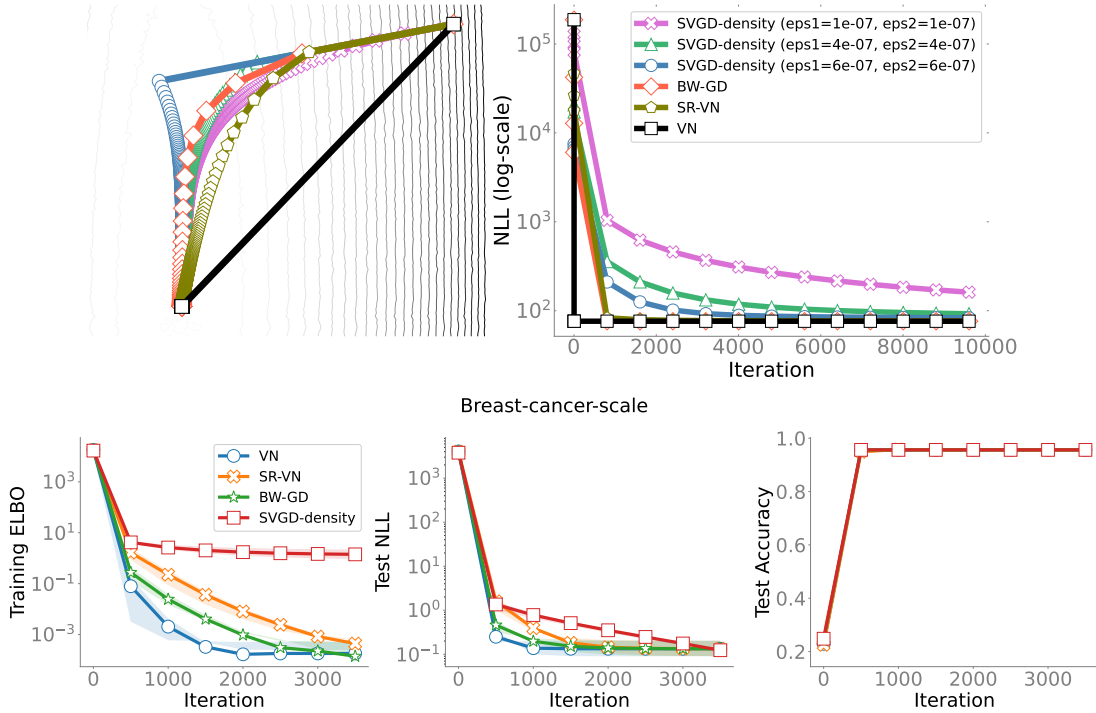 NLL (log-scale)
10^5
10^4
10^3
10^2
SVGD-density (eps1=1e-07, eps2=1e-07)
SVGD-density (eps1=4e-07, eps2=4e-07)
SVGD-density (eps1=6e-07, eps2=6e-07)
BW-GD
SR-VN
VN
0 2000 4000 6000 8000 10000
Iteration
Breast-cancer-scale
Training ELBO
10^3
10^1
10^−1
10^−3
VN
SR-VN
BW-GD
SVGD-density
0 1000 2000 3000
Iteration
Test NLL
10^3
10^2
10^1
10^0
10^−1
0 1000 2000 3000
Iteration
Test Accuracy
1.0
0.8
0.6
0.4
0.2
0 1000 2000 3000
Iteration